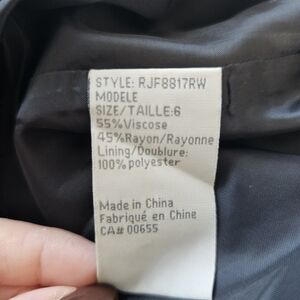 STYLE: RJF8817RW
MODELE
SIZE/TAILLE:6
55%Viscose
45%Rayon/Rayonne
Lining/Doublure:
100%polyester
Made in China
Fabriqué en Chine
CA# 00655